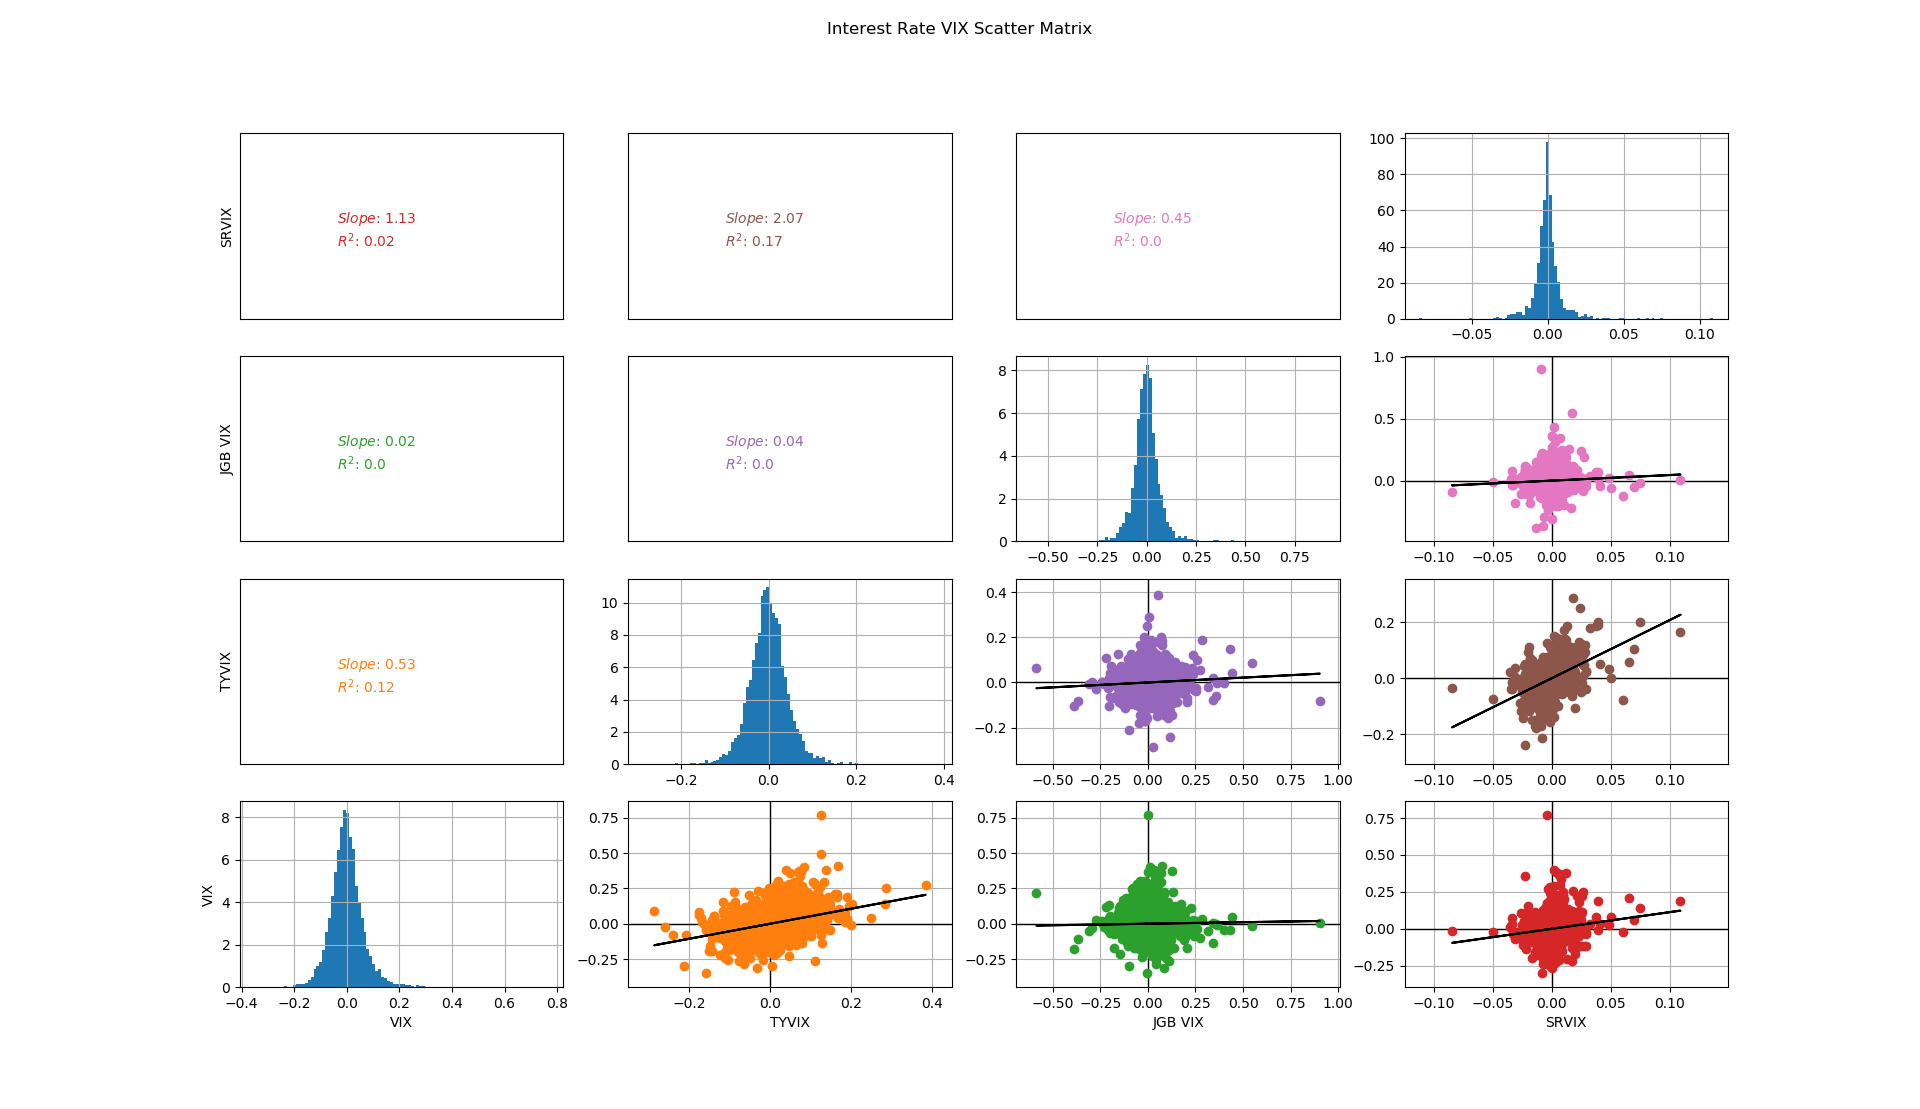 Interest Rate VIX Scatter Matrix
SRVIX
Slope: 1.13
R²: 0.02
Slope: 2.07
R²: 0.17
Slope: 0.45
R²: 0.0
100
80
60
40
20
0
−0.05 0.00 0.05 0.10
JGB VIX
Slope: 0.02
R²: 0.0
Slope: 0.04
R²: 0.0
8
6
4
2
0
−0.50 −0.25 0.00 0.25 0.50 0.75
1.0
0.5
0.0
−0.10 −0.05 0.00 0.05 0.10
TYVIX
Slope: 0.53
R²: 0.12
10
8
6
4
2
0
−0.2 0.0 0.2 0.4
0.4
0.2
0.0
−0.2
−0.50 −0.25 0.00 0.25 0.50 0.75 1.00
0.2
0.0
−0.2
−0.10 −0.05 0.00 0.05 0.10
VIX
8
6
4
2
0
−0.4 −0.2 0.0 0.2 0.4 0.6 0.8
VIX
0.75
0.50
0.25
0.00
−0.25
−0.2 0.0 0.2 0.4
TYVIX
0.75
0.50
0.25
0.00
−0.25
−0.50 −0.25 0.00 0.25 0.50 0.75 1.00
JGB VIX
0.75
0.50
0.25
0.00
−0.25
−0.10 −0.05 0.00 0.05 0.10
SRVIX